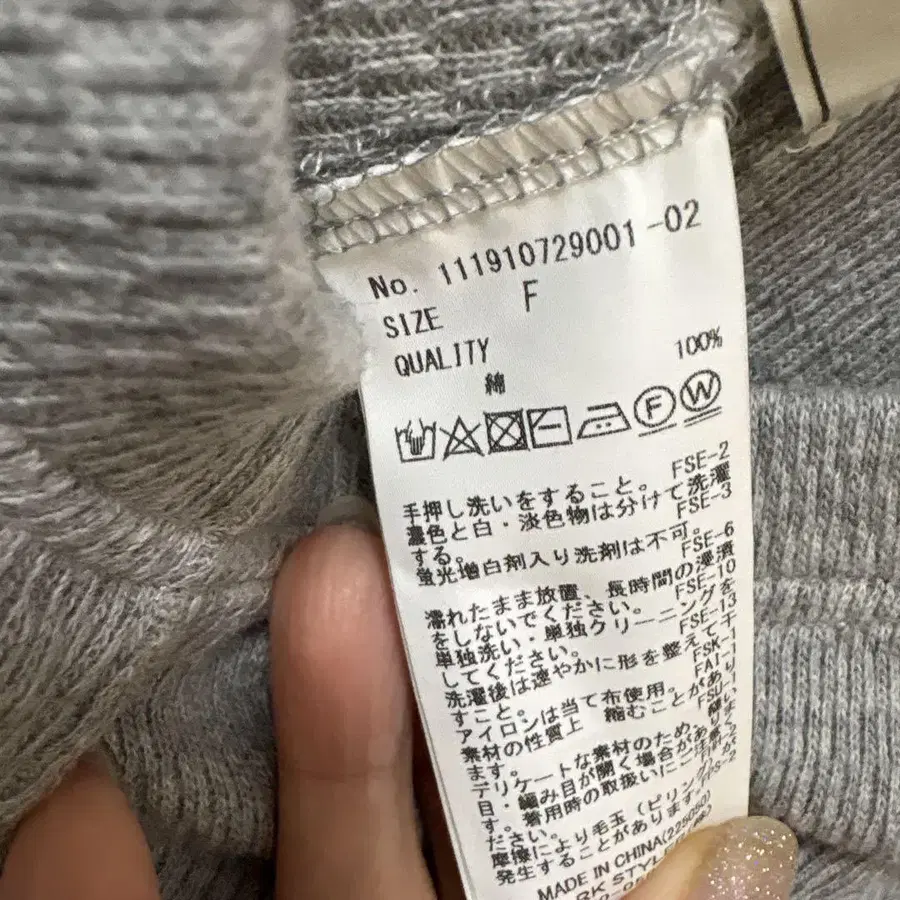 No. 111910729001-02
SIZE F
QUALITY
綿 100%
F W
手押し洗いをすること。 FSE-2
濃色と白・淡色物は分けて洗濯
する。 FSE-3
蛍光増白剤入り洗剤は不可。
FSE-6
濡れたまま放置、長時間の浸漬
をしないでください。 FSE-10
単独洗い・単独クリーニングを
してください。 FSE-13
洗濯後は速やかに形を整えて干
すこと。 FSK-1
アイロンは当て布使用。 FAI-1
素材の性質上 縮むことがあり
ます。 FSU-1
デリケートな素材のため、
目・編み目が開く場合があ
す。着用時の取扱いにご注意
ださい。
摩擦により毛玉(ピリング)が
発生することがあります。FPS-2
MADE IN CHINA(225050)